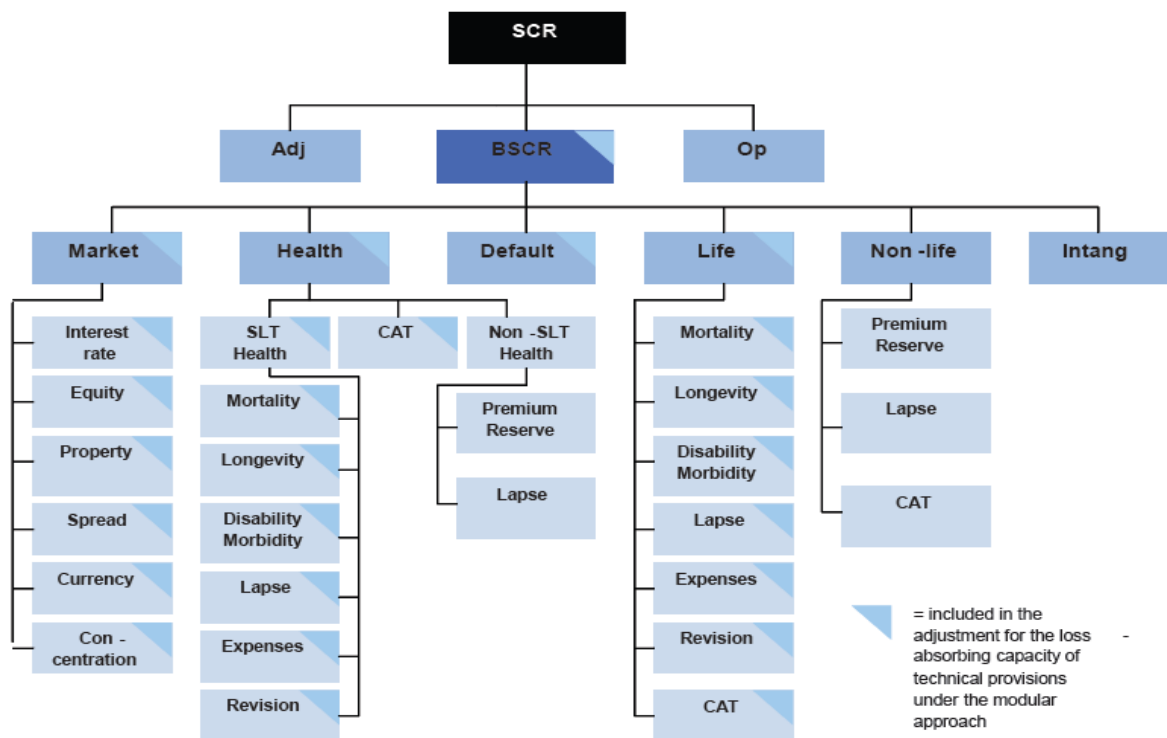 SCR
Adj
BSCR
Op
Market
Health
Default
Life
Non -life
Intang
Interest
rate
Equity
Property
Spread
Currency
Con -
centration
SLT
Health
CAT
Non -SLT
Health
Mortality
Longevity
Disability
Morbidity
Lapse
Expenses
Revision
Premium
Reserve
Lapse
Mortality
Longevity
Disability
Morbidity
Lapse
Expenses
Revision
CAT
Premium
Reserve
Lapse
CAT
= included in the
adjustment for the loss -
absorbing capacity of
technical provisions
under the modular
approach